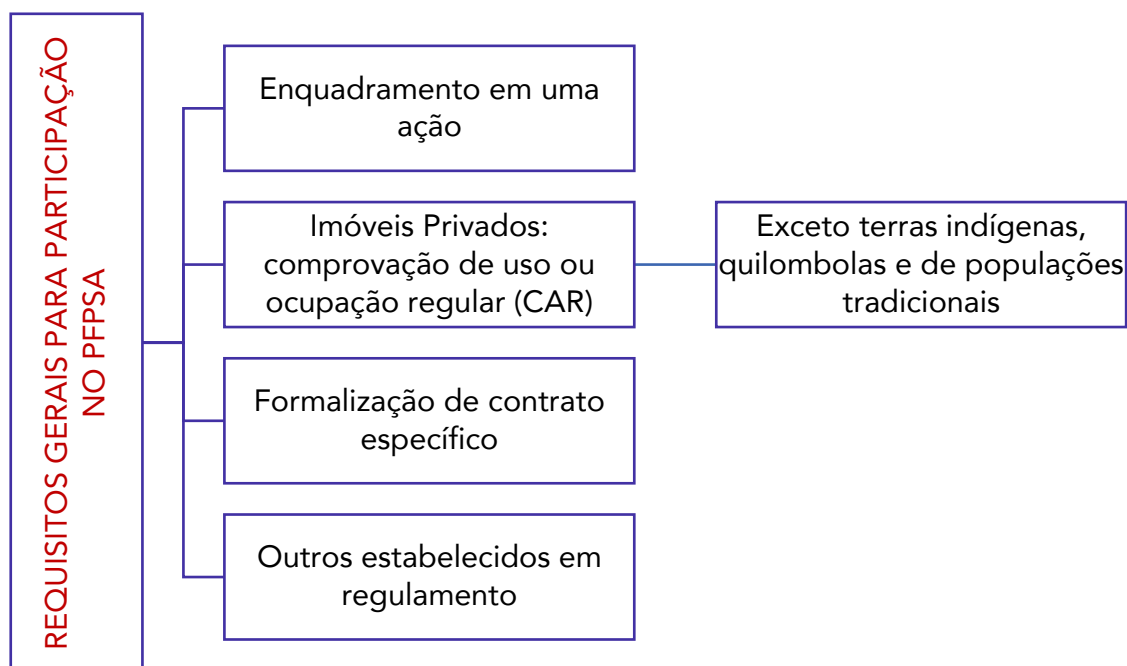 REQUISITOS GERAIS PARA PARTICIPAÇÃO
NO PFPSA
Enquadramento em uma
ação
Imóveis Privados:
comprovação de uso ou
ocupação regular (CAR)
Exceto terras indígenas,
quilombolas e de populações
tradicionais
Formalização de contrato
específico
Outros estabelecidos em
regulamento